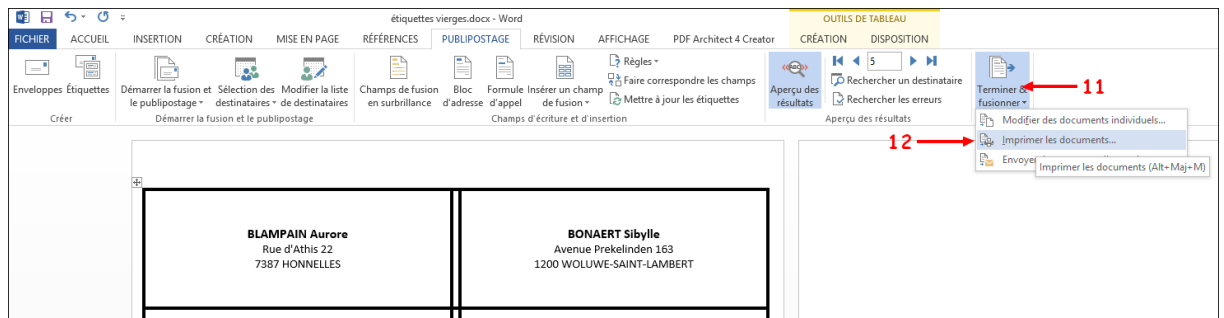 étiquettes vierges.docx - Word
OUTILS DE TABLEAU
FICHIER ACCUEIL INSERTION CRÉATION MISE EN PAGE RÉFÉRENCES PUBLIPOSTAGE RÉVISION AFFICHAGE PDF Architect 4 Creator CRÉATION DISPOSITION
Enveloppes Étiquettes
Démarrer la fusion et le publipostage
Sélection des destinataires
Modifier la liste de destinataires
Champs de fusion en surbrillance
Bloc d'adresse
Formule d'appel
Insérer un champ de fusion
Règles
Faire correspondre les champs
Mettre à jour les étiquettes
«ABC»
Aperçu des résultats
5
Rechercher un destinataire
Rechercher les erreurs
Terminer & fusionner
11
Créer
Démarrer la fusion et le publipostage
Champs d'écriture et d'insertion
Aperçu des résultats
Modifier des documents individuels...
12
Imprimer les documents...
Envoyer
Imprimer les documents (Alt+Maj+M)
BLAMPAIN Aurore
Rue d'Athis 22
7387 HONNELLES
BONAERT Sibylle
Avenue Prekelinden 163
1200 WOLUWE-SAINT-LAMBERT